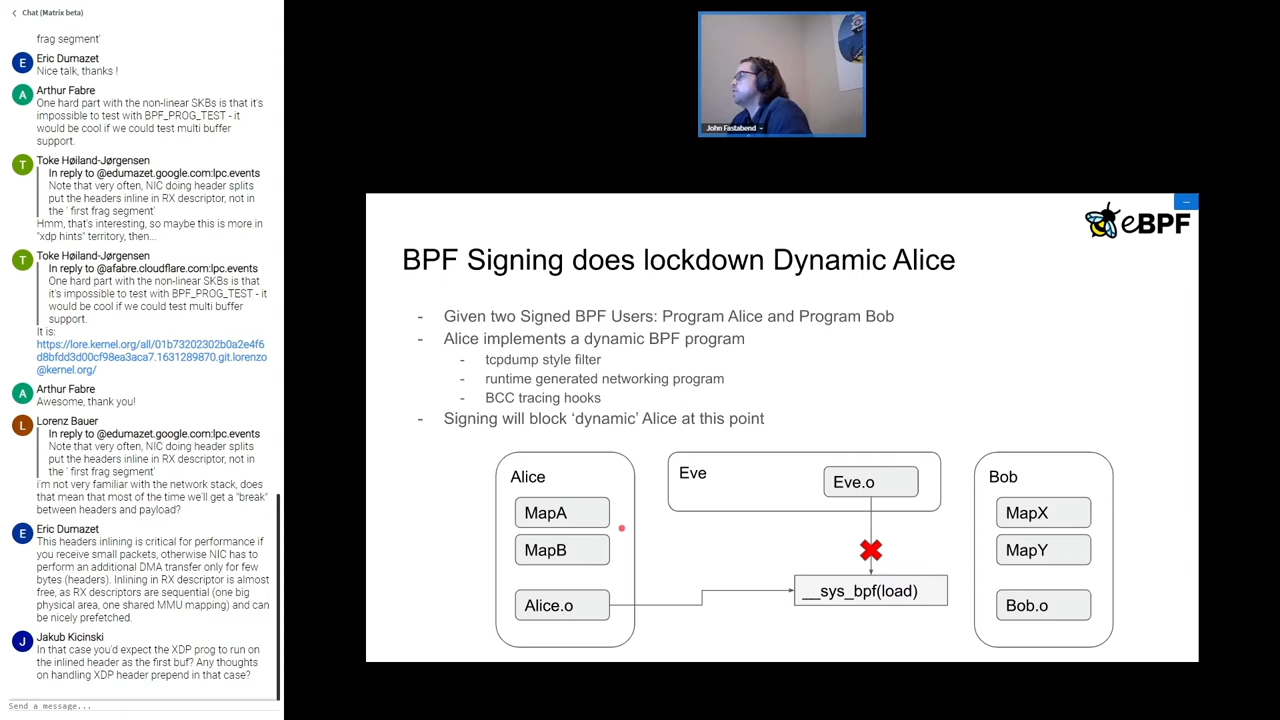 Chat (Matrix beta)
frag segment'
E
Eric Dumazet
Nice talk, thanks !
A
Arthur Fabre
One hard part with the non-linear SKBs is that it's
impossible to test with BPF_PROG_TEST - it
would be cool if we could test multi buffer
support.
T
Toke Høiland-Jørgensen
In reply to @edumazet.google.com:lpc.events
Note that very often, NIC doing header splits
put the headers inline in RX descriptor, not in
the ' first frag segment'
Hmm, that's interesting, so maybe this is more in
"xdp hints" territory, then...
T
Toke Høiland-Jørgensen
In reply to @afabre.cloudflare.com:lpc.events
One hard part with the non-linear SKBs is that
it's impossible to test with BPF_PROG_TEST - it
would be cool if we could test multi buffer
support.
It is:
https://lore.kernel.org/all/01b73202302b0a2e4f6
d8bfdd3d00cf98ea3aca7.1631289870.git.lorenzo
@kernel.org/
A
Arthur Fabre
Awesome, thank you!
L
Lorenz Bauer
In reply to @edumazet.google.com:lpc.events
Note that very often, NIC doing header splits
put the headers inline in RX descriptor, not in
the ' first frag segment'
i'm not very familiar with the network stack, does
that mean that most of the time we'll get a "break"
between headers and payload?
E
Eric Dumazet
This headers inlining is critical for performance if
you receive small packets, otherwise NIC has to
perform an additional DMA transfer only for few
bytes (headers). Inlining in RX descriptor is almost
free, as RX descriptors are sequential (one big
physical area, one shared MMU mapping) and can
be nicely prefetched.
J
Jakub Kicinski
In that case you'd expect the XDP prog to run on
the inlined header as the first buf? Any thoughts
on handling XDP header prepend in that case?
Send a message...
John Fastabend
eBPF
BPF Signing does lockdown Dynamic Alice
- Given two Signed BPF Users: Program Alice and Program Bob
- Alice implements a dynamic BPF program
- tcpdump style filter
- runtime generated networking program
- BCC tracing hooks
- Signing will block ‘dynamic’ Alice at this point
Alice
MapA
MapB
Alice.o
Eve
Eve.o
__sys_bpf(load)
Bob
MapX
MapY
Bob.o